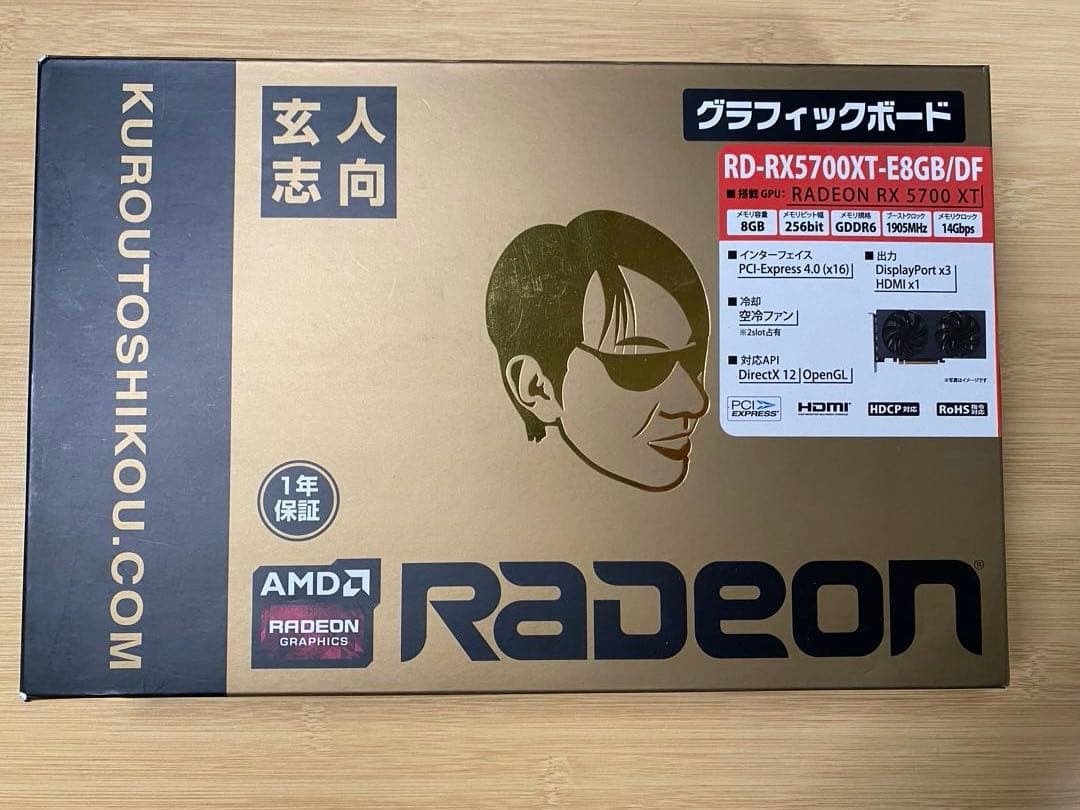 KUROUTOSHIKOU.COM
玄人
志向
グラフィックボード
RD-RX5700XT-E8GB/DF
■搭載GPU: RADEON RX 5700 XT
メモリ容量 メモリビット幅 メモリ規格 ブーストクロック メモリクロック
8GB 256bit GDDR6 1905MHz 14Gbps
■インターフェイス
PCI-Express 4.0 (x16)
■出力
DisplayPort x3
HDMI x1
■冷却
空冷ファン
※2slot占有
■対応API
DirectX 12 OpenGL
※写真はイメージです
PCI EXPRESS®
HDMI
HDCP対応
RoHS指令対応
1年
保証
AMD
RADEON
GRAPHICS
RADEON®